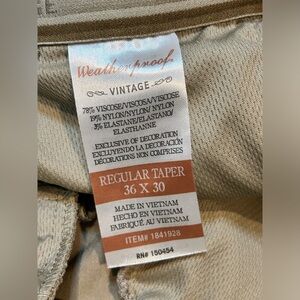 Weatherproof
VINTAGE
78% VISCOSE/VISCOSA/VISCOSE
19% NYLON/NYLON/NYLON
3% ELASTANE/ELASTANO/
ELASTHANNE
EXCLUSIVE OF DECORATION
EXCLUYENDO LA DECORACIÓN
DÉCORATIONS NON COMPRISES
REGULAR TAPER
36 X 30
MADE IN VIETNAM
HECHO EN VIETNAM
FABRIQUÉ AU VIETNAM
ITEM# 1841928
RN# 150454